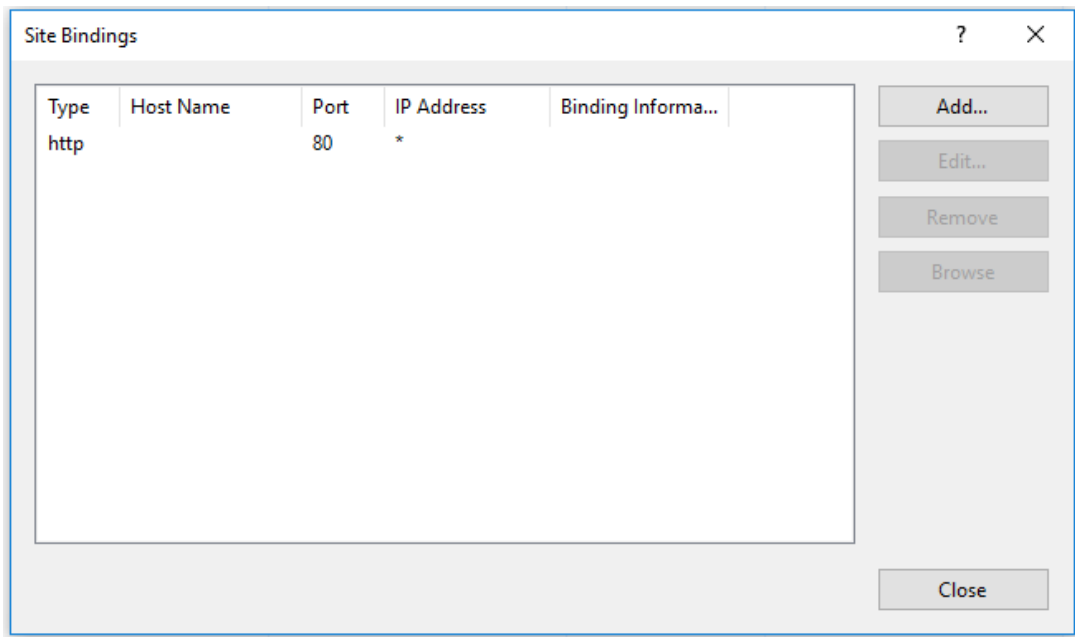 Site Bindings ?
Type Host Name Port IP Address Binding Informa... Add...
http 80 *
Edit...
Remove
Browse
Close